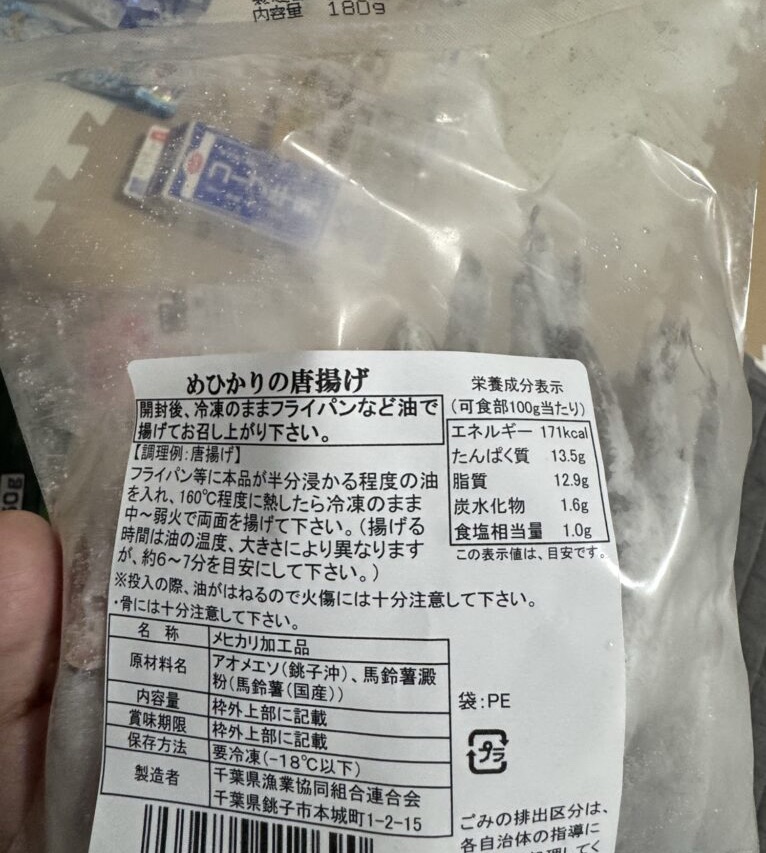 内容量 180g
めひかりの唐揚げ
開封後、冷凍のままフライパンなど油で
揚げてお召し上がり下さい。
【調理例:唐揚げ】
フライパン等に本品が半分浸かる程度の油
を入れ、160℃程度に熱したら冷凍のまま
中～弱火で両面を揚げて下さい。(揚げる
時間は油の温度、大きさにより異なります
が、約6～7分を目安にして下さい。)
※投入の際、油がはねるので火傷には十分注意して下さい。
・骨には十分注意して下さい。
栄養成分表示
(可食部100g当たり)
エネルギー 171kcal
たんぱく質 13.5g
脂質 12.9g
炭水化物 1.6g
食塩相当量 1.0g
この表示値は、目安です。
名 称 メヒカリ加工品
原材料名 アオメエソ(銚子沖)、馬鈴薯澱
粉(馬鈴薯(国産))
内容量 枠外上部に記載
賞味期限 枠外上部に記載
保存方法 要冷凍(-18℃以下)
製造者 千葉県漁業協同組合連合会
千葉県銚子市本城町1-2-15
袋:PE
プラ
ごみの排出区分は、
各自治体の指導に